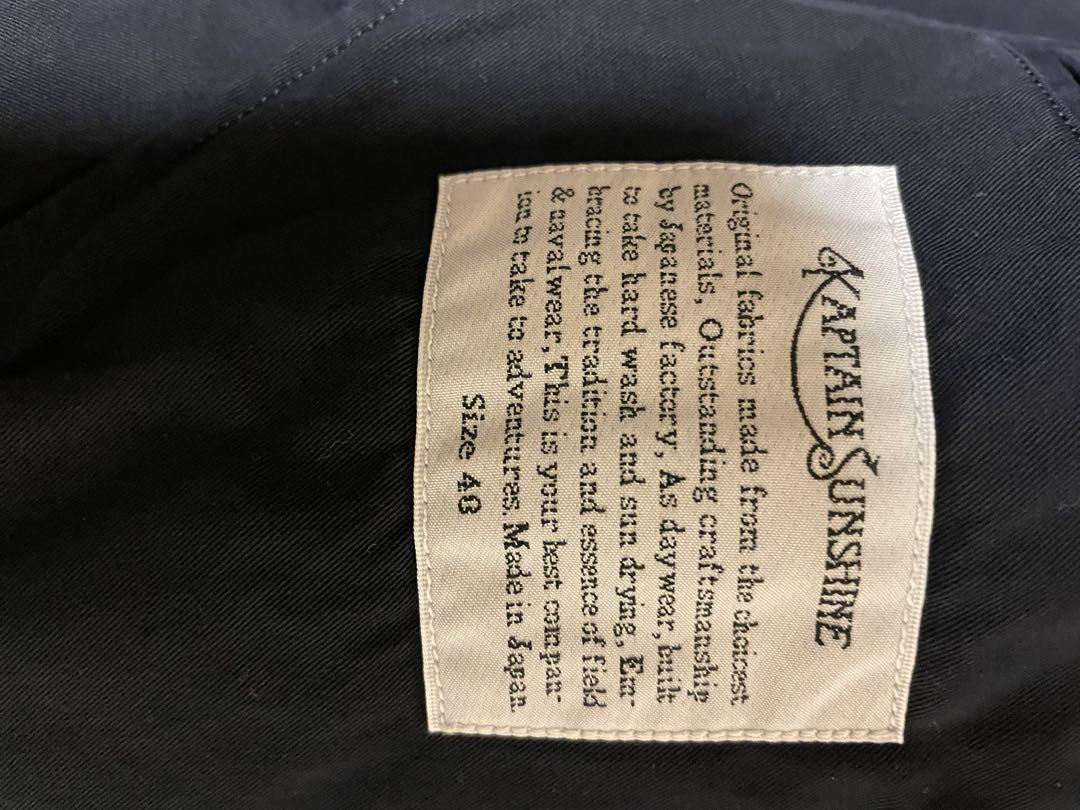 KAPTAIN SUNSHINE
Original fabrics made from the choicest
materials, Outstanding craftsmanship
by Japanese factory, As daywear, built
to take hard wash and sun drying, Em-
bracing the tradition and essence of field
& naval wear, This is your best compan-
ion to take to adventures. Made in Japan.
Size 40